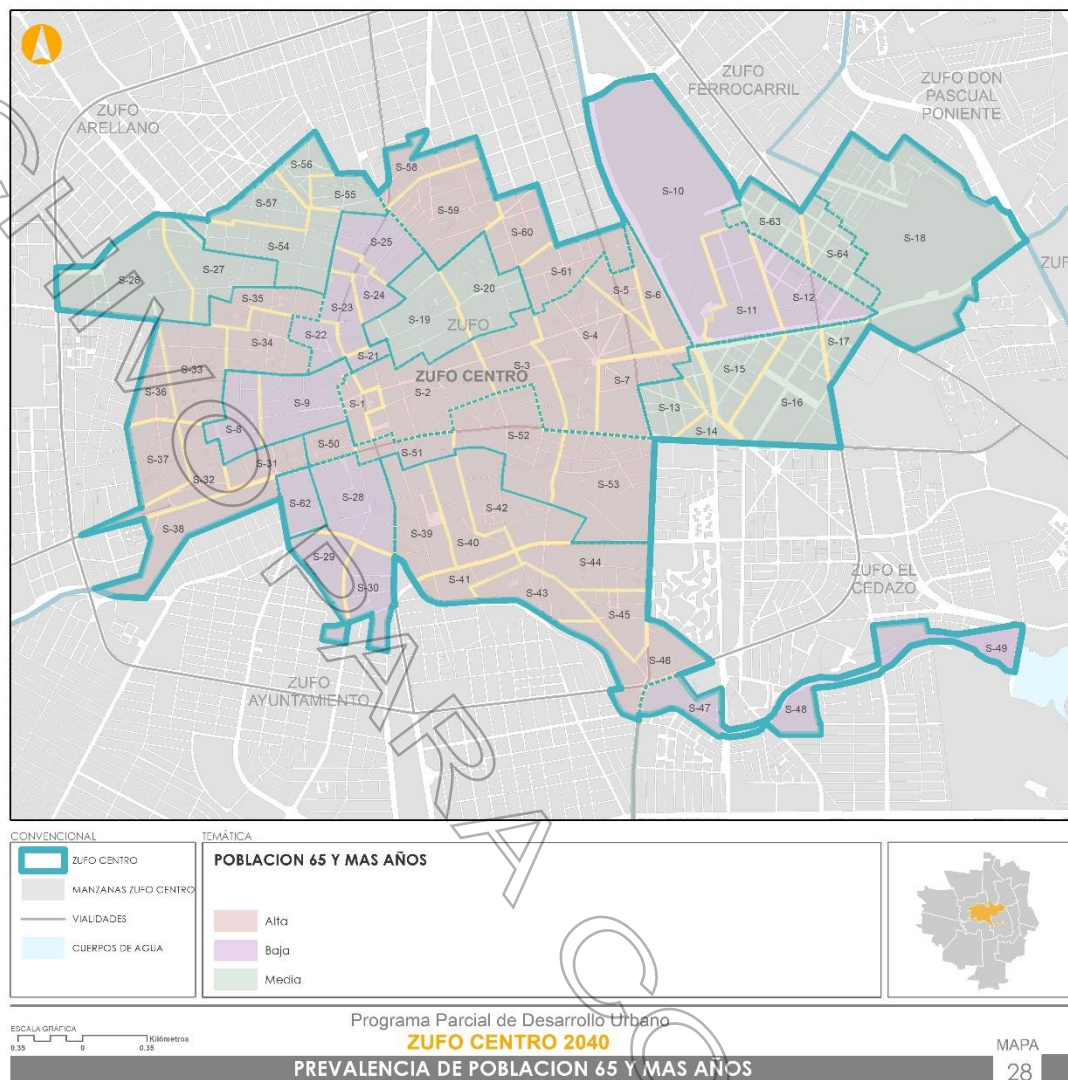 ZUFO
FERROCARRIL
ZUFO DON
PASCUAL
PONIENTE
ZUFO
ARELLANO
S-56
S-58
S-55
S-57
S-59
S-10
S-60
S-63
S-54
S-25
S-18
S-64
S-61
ZUF
S-26
S-27
S-20
S-5
S-6
S-12
S-24
S-35
S-23
S-11
S-19
ZUFO
S-22
S-34
S-4
S-17
S-21
S-33
S-3
S-15
ZUFO CENTRO
S-7
S-36
S-2
S-1
S-9
S-16
S-13
S-8
S-14
S-52
S-50
S-51
S-37
S-31
S-32
S-53
S-28
S-62
S-42
S-38
S-39
S-40
S-29
S-44
ZUFO EL
CEDAZO
S-41
S-30
S-43
S-45
S-49
S-46
ZUFO
AYUNTAMIENTO
S-47
S-48
CONVENCIONAL
ZUFO CENTRO
MANZANAS ZUFO CENTRO
VIALIDADES
CUERPOS DE AGUA
TEMÁTICA
POBLACION 65 Y MAS AÑOS
Alta
Baja
Media
ESCALA GRÁFICA
0.35 0 0.35 Kilómetros
Programa Parcial de Desarrollo Urbano
ZUFO CENTRO 2040
PREVALENCIA DE POBLACION 65 Y MAS AÑOS
MAPA
28
CHIVO PARA CO